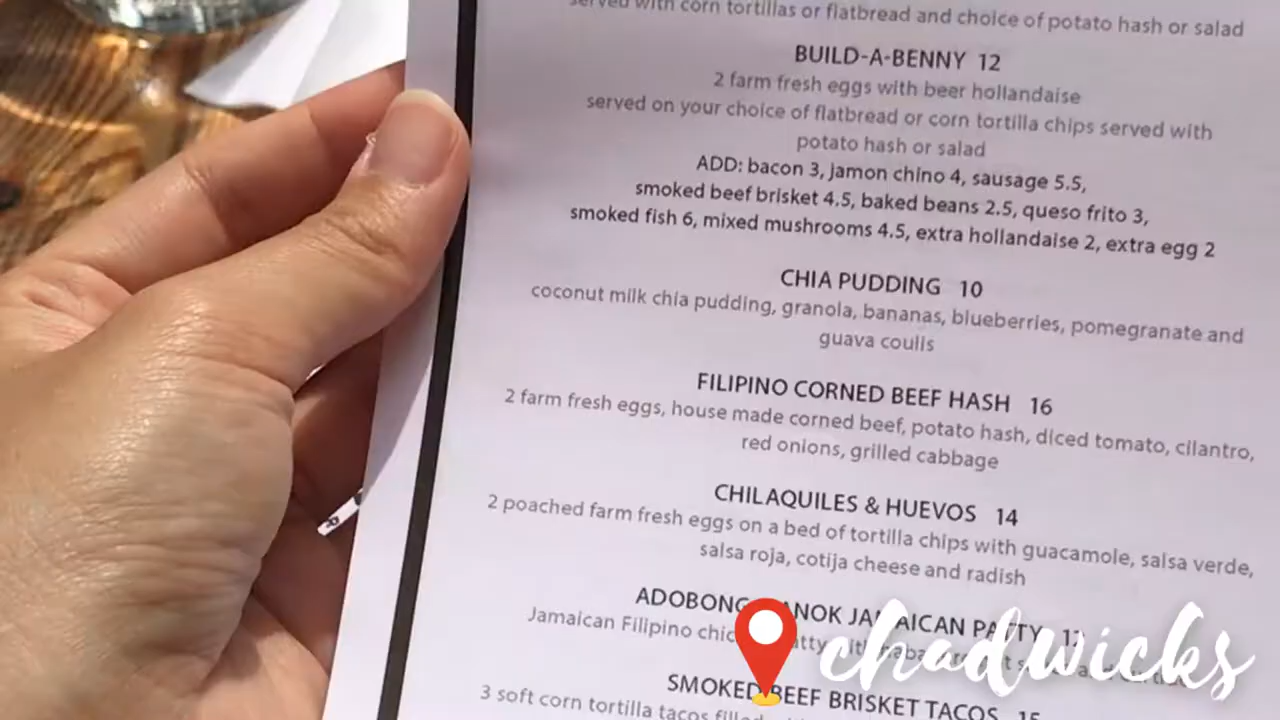 served with corn tortillas or flatbread and choice of potato hash or salad
BUILD-A-BENNY 12
2 farm fresh eggs with beer hollandaise
served on your choice of flatbread or corn tortilla chips served with
potato hash or salad
ADD: bacon 3, jamon chino 4, sausage 5.5,
smoked beef brisket 4.5, baked beans 2.5, queso frito 3,
smoked fish 6, mixed mushrooms 4.5, extra hollandaise 2, extra egg 2
CHIA PUDDING 10
coconut milk chia pudding, granola, bananas, blueberries, pomegranate and
guava coulis
FILIPINO CORNED BEEF HASH 16
2 farm fresh eggs, house made corned beef, potato hash, diced tomato, cilantro,
red onions, grilled cabbage
CHILAQUILES & HUEVOS 14
2 poached farm fresh eggs on a bed of tortilla chips with guacamole, salsa verde,
salsa roja, cotija cheese and radish
ADOBONG JAMAICAN PATTY
Jamaican Filipino
chadwicks
SMOKED BEEF BRISKET TACOS 15
3 soft corn tortilla tacos filled